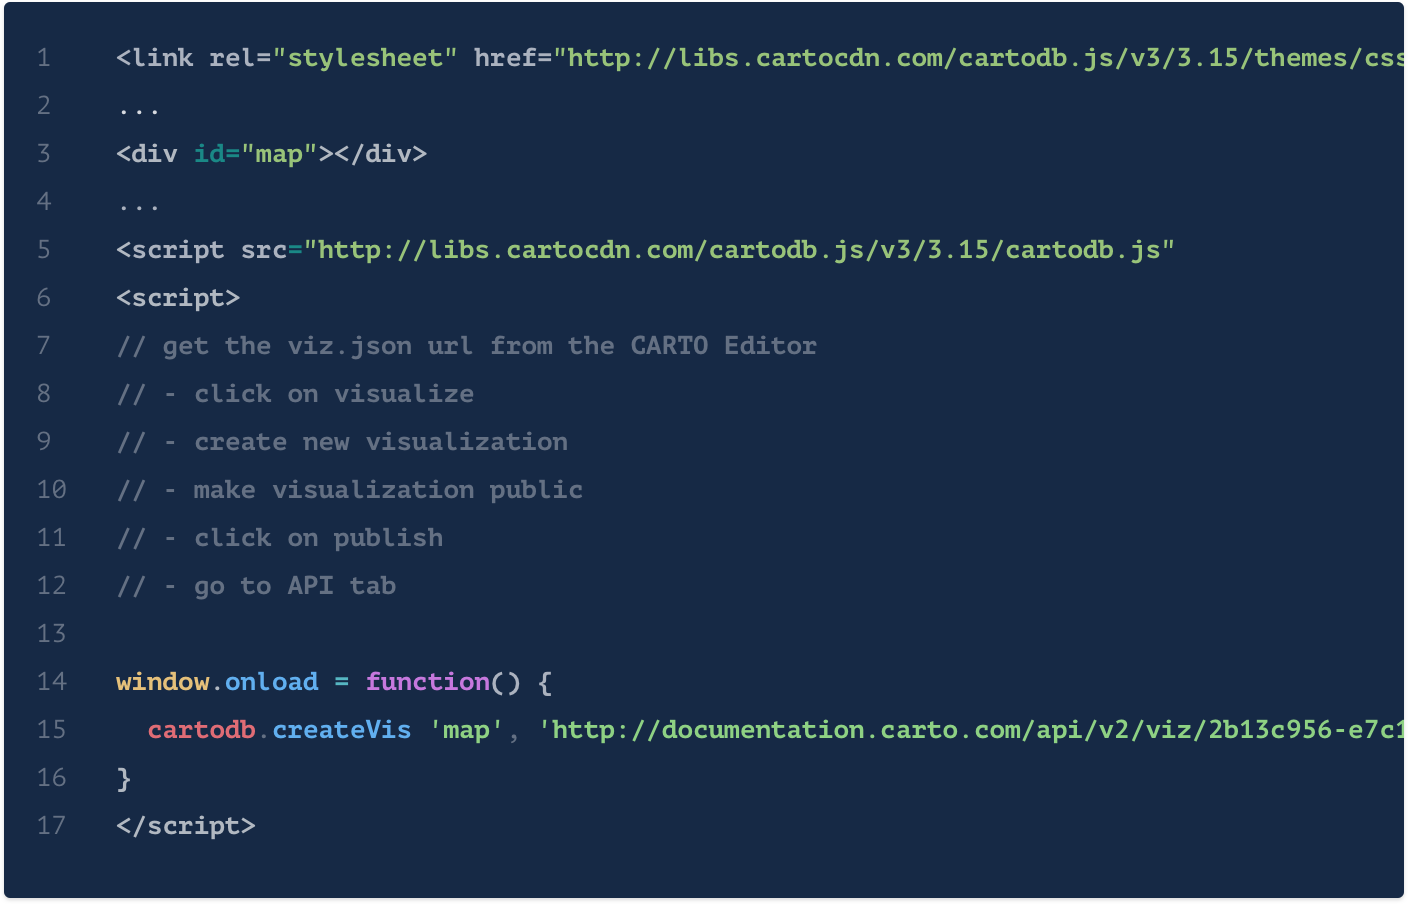 1 <link rel="stylesheet" href="http://libs.cartocdn.com/cartodb.js/v3/3.15/themes/css
2 ...
3 <div id="map"></div>
4 ...
5 <script src="http://libs.cartocdn.com/cartodb.js/v3/3.15/cartodb.js"
6 <script>
7 // get the viz.json url from the CARTO Editor
8 // - click on visualize
9 // - create new visualization
10 // - make visualization public
11 // - click on publish
12 // - go to API tab
13
14 window.onload = function() {
15 cartodb.createVis 'map', 'http://documentation.carto.com/api/v2/viz/2b13c956-e7c1
16 }
17 </script>